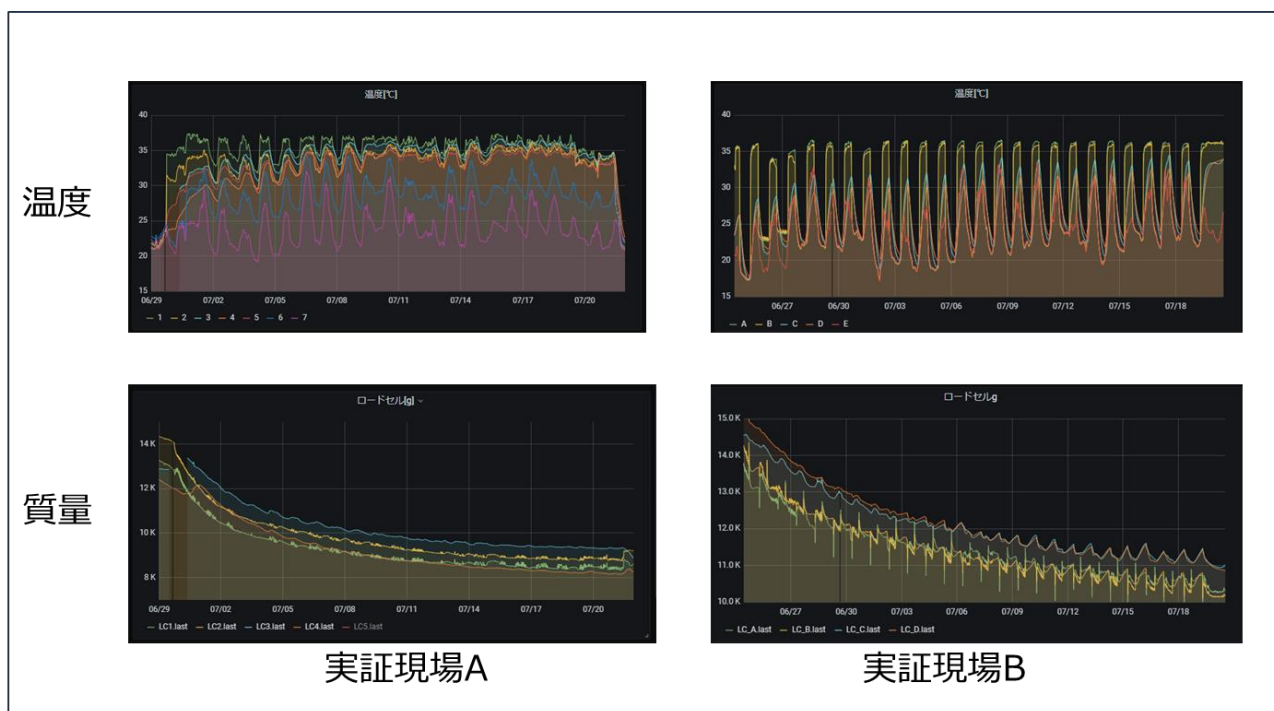 温度
温度[℃]
40
35
30
25
20
15
06/29 07/02 07/05 07/08 07/11 07/14 07/17 07/20
1 2 3 4 5 6 7
温度[℃]
40
35
30
25
20
15
06/27 06/30 07/03 07/06 07/09 07/12 07/15 07/18
A B C D E
質量
ロードセル[g]
14 K
12 K
10 K
8 K
06/29 07/02 07/05 07/08 07/11 07/14 07/17 07/20
LC1.last LC2.last LC3.last LC4.last LC5.last
ロードセルg
15.0 K
14.0 K
13.0 K
12.0 K
11.0 K
10.0 K
06/27 06/30 07/03 07/06 07/09 07/12 07/15 07/18
LC_A.last LC_B.last LC_C.last LC_D.last
実証現場A
実証現場B